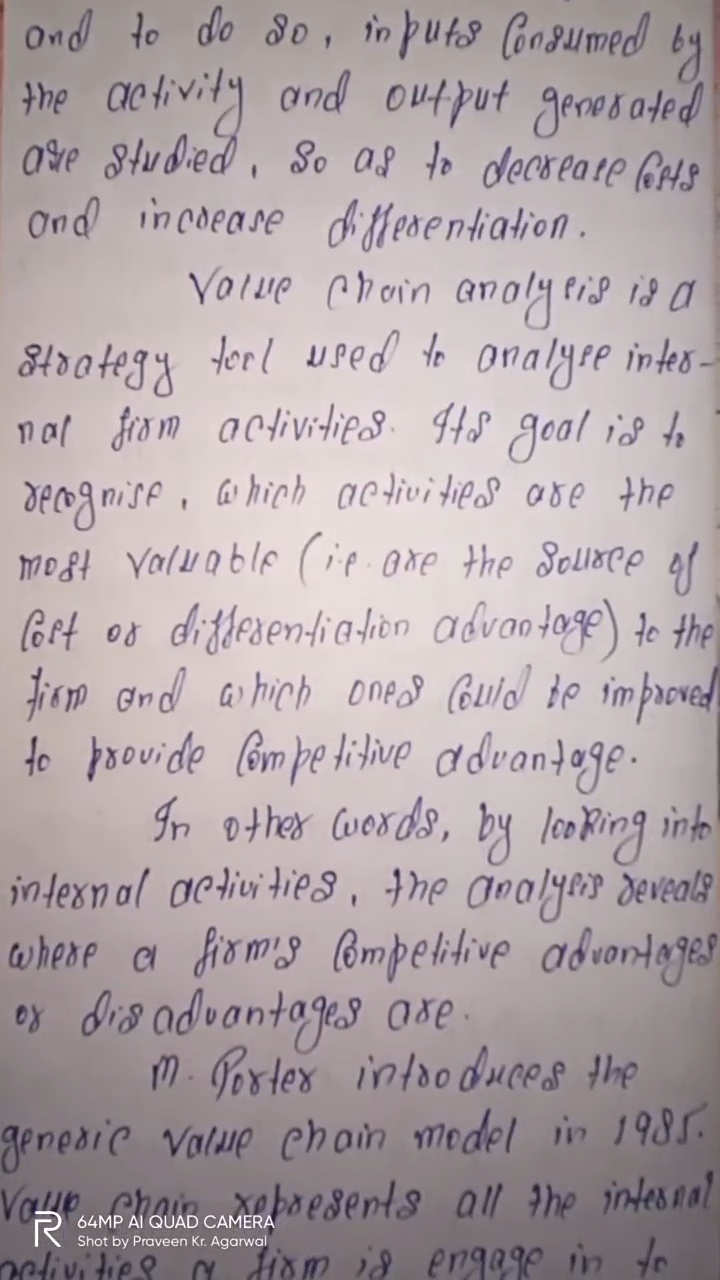 and to do so, inputs Consumed by
the activity and output generated
are studied, so as to decrease Costs
and increase differentiation.
Value chain analysis is a
strategy tool used to analyse inter-
nal firm activities. Its goal is to
recognise, which activities are the
most valuable (i.e. are the source of
Cost or differentiation advantage) to the
firm and which ones Could be improved
to provide Competitive advantage.
In other words, by looking into
internal activities, the analysis reveals
where a firm's Competitive advantages
or disadvantages are.
M. Porter introduces the
generic value chain model in 1985.
Value chain represents all the internal
activities a firm is engage in to
R 64MP AI QUAD CAMERA
Shot by Praveen Kr. Agarwal